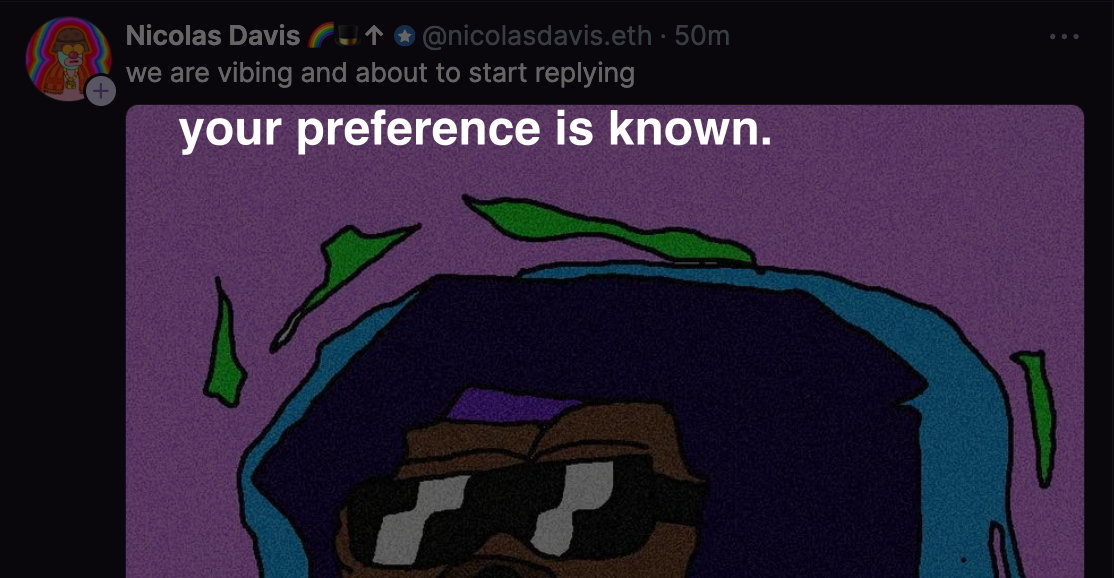 Nicolas Davis 🌈🎩↑ @nicolasdavis.eth · 50m
we are vibing and about to start replying
your preference is known.